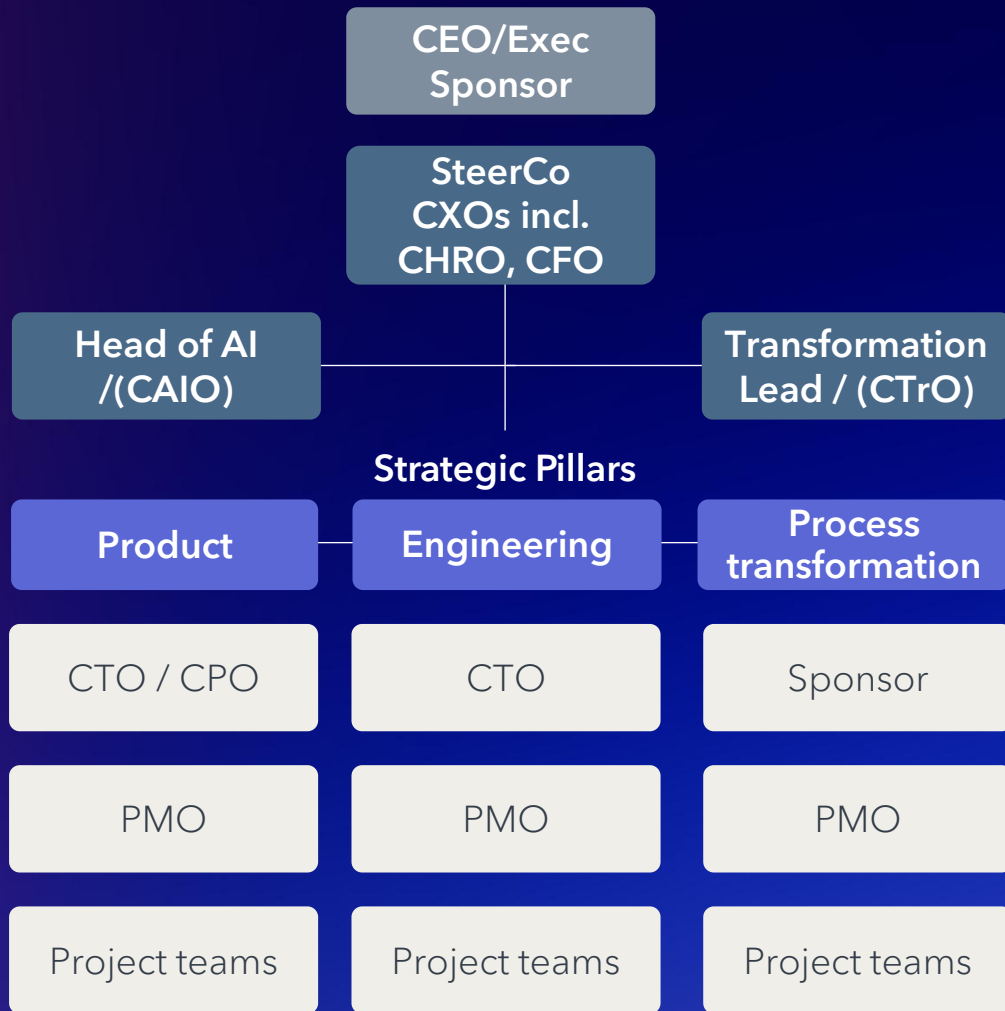 CEO/Exec
Sponsor
SteerCo
CXOs incl.
CHRO, CFO
Head of AI
/(CAIO)
Transformation
Lead / (CTrO)
Strategic Pillars
Product
Engineering
Process
transformation
CTO / CPO
CTO
Sponsor
PMO
PMO
PMO
Project teams
Project teams
Project teams